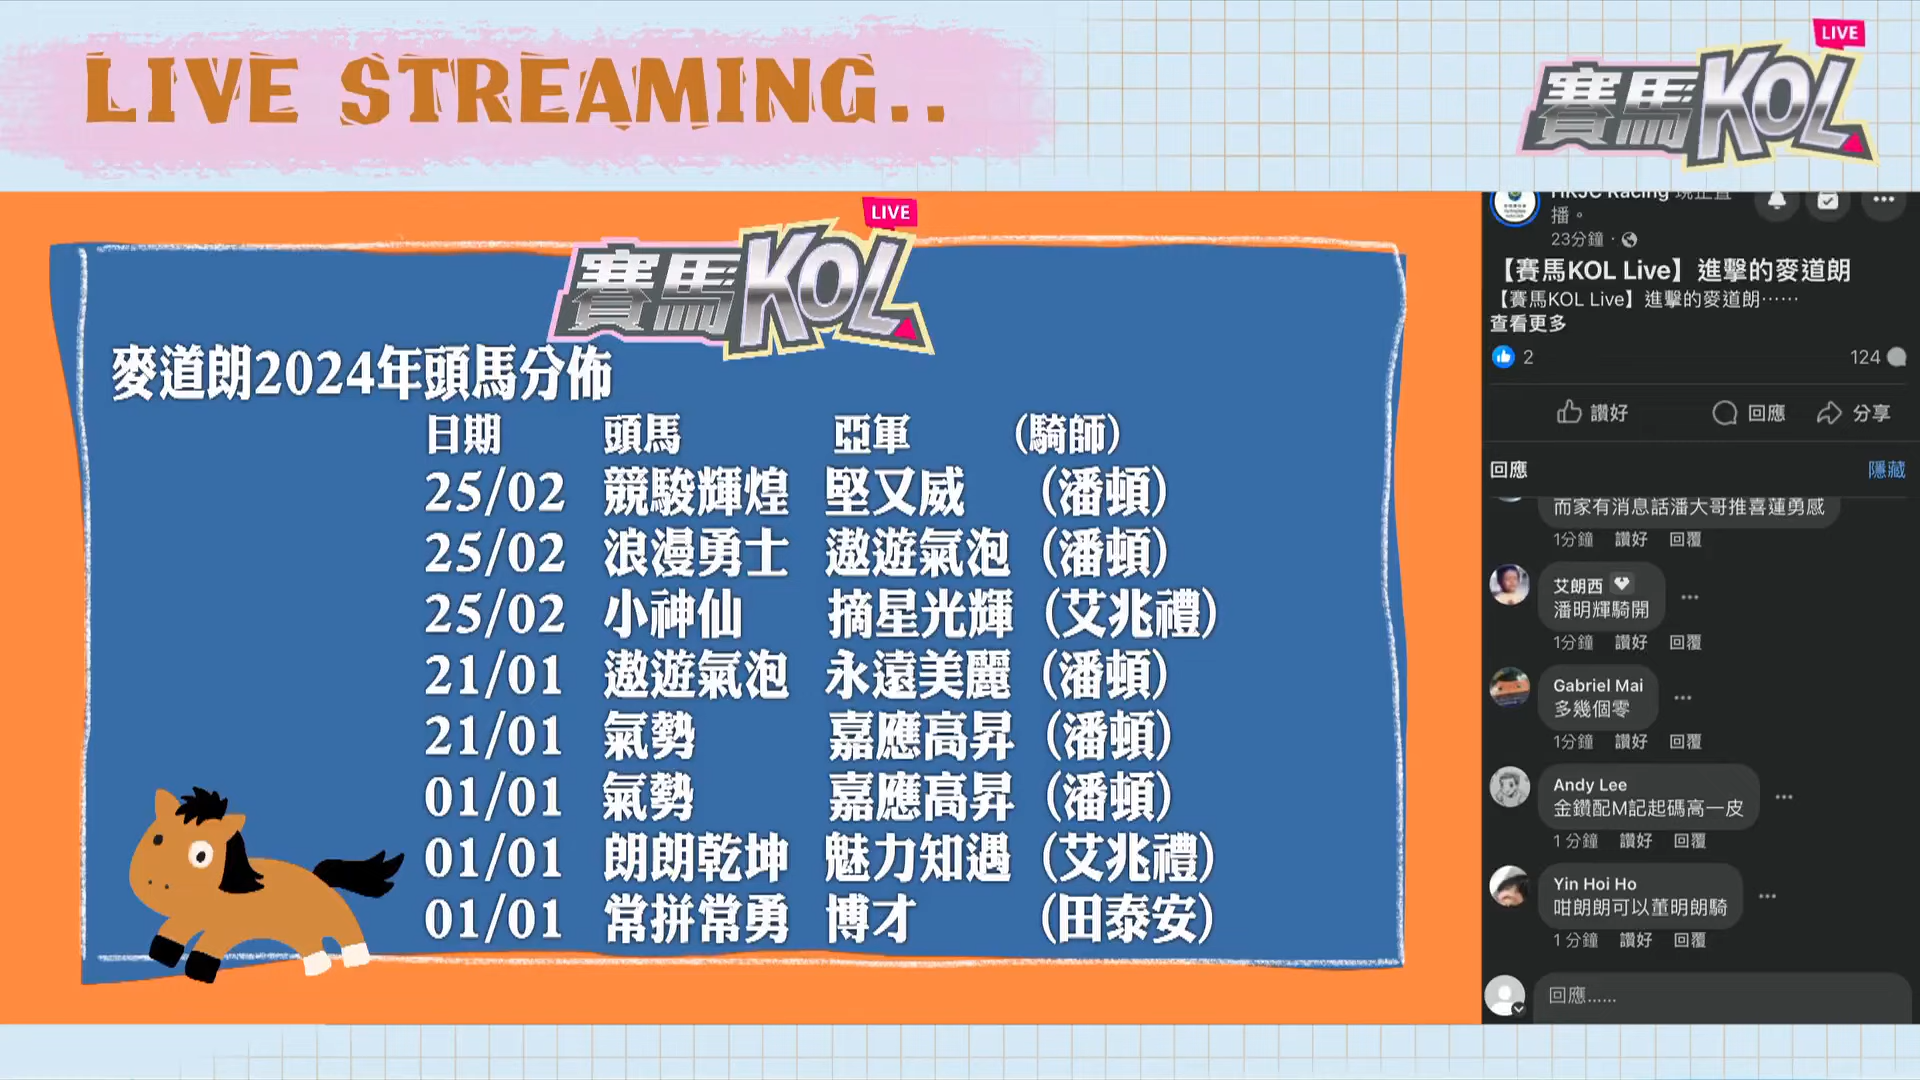 LIVE STREAMING..
LIVE
賽馬KOL
LIVE
賽馬KOL
麥道朗2024年頭馬分佈
日期 頭馬 亞軍 (騎師)
25/02 競駿輝煌 堅又威 (潘頓)
25/02 浪漫勇士 遨遊氣泡 (潘頓)
25/02 小神仙 摘星光輝 (艾兆禮)
21/01 遨遊氣泡 永遠美麗 (潘頓)
21/01 氣勢 嘉應高昇 (潘頓)
01/01 氣勢 嘉應高昇 (潘頓)
01/01 朗朗乾坤 魅力知遇 (艾兆禮)
01/01 常拼常勇 博才 (田泰安)
HKJC Racing 現正直
播。
23分鐘 ·
【賽馬KOL Live】進擊的麥道朗
【賽馬KOL Live】進擊的麥道朗……
查看更多
2 124
讚好 回應 分享
回應 隱藏
而家有消息話潘大哥推喜蓮勇感
1分鐘 讚好 回覆
艾朗西
潘明輝騎開
1分鐘 讚好 回覆
Gabriel Mai
多幾個零
1分鐘 讚好 回覆
Andy Lee
金鑽配M記起碼高一皮
1分鐘 讚好 回覆
Yin Hoi Ho
咁朗朗可以董明朗騎
1分鐘 讚好 回覆
回應......